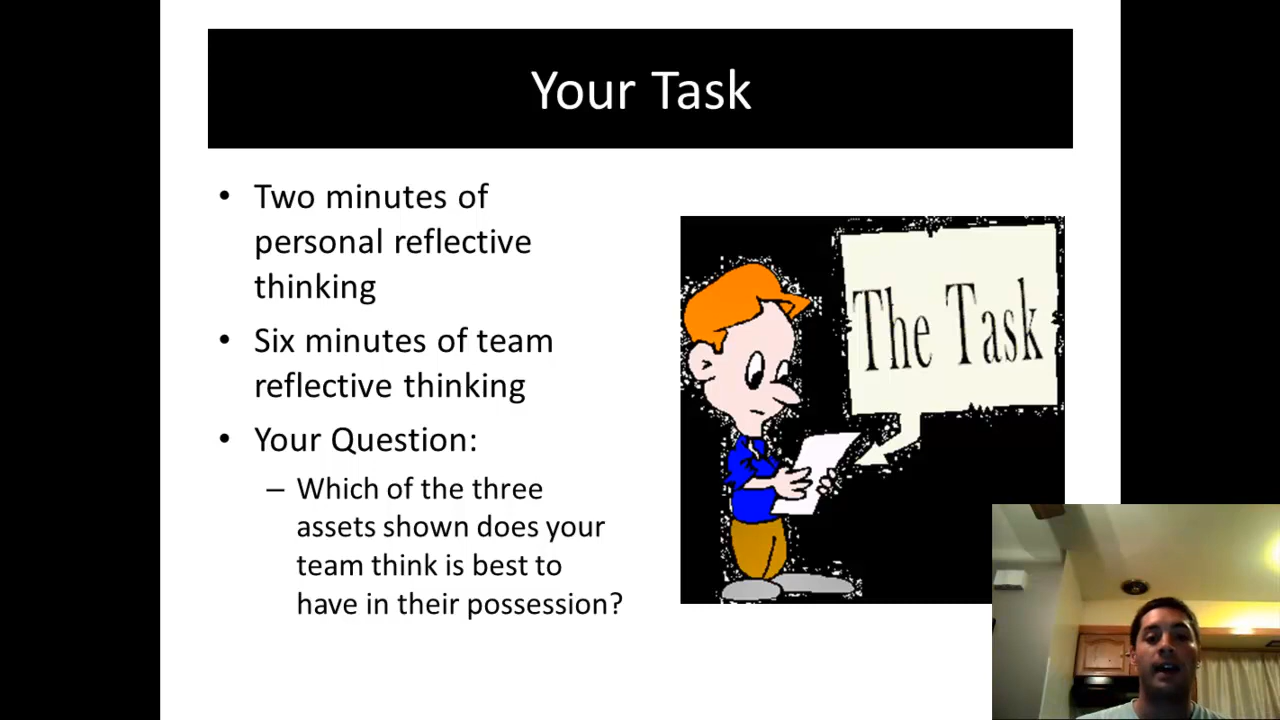 Your Task
• Two minutes of
personal reflective
thinking
• Six minutes of team
reflective thinking
• Your Question:
– Which of the three
assets shown does your
team think is best to
have in their possession?
The Task